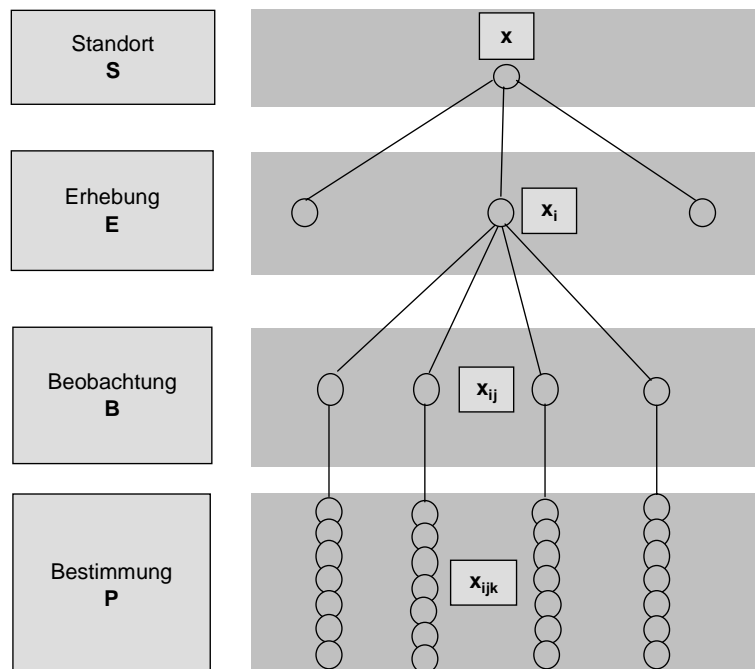 Standort
S
x
Erhebung
E
xi
Beobachtung
B
xij
Bestimmung
P
xijk